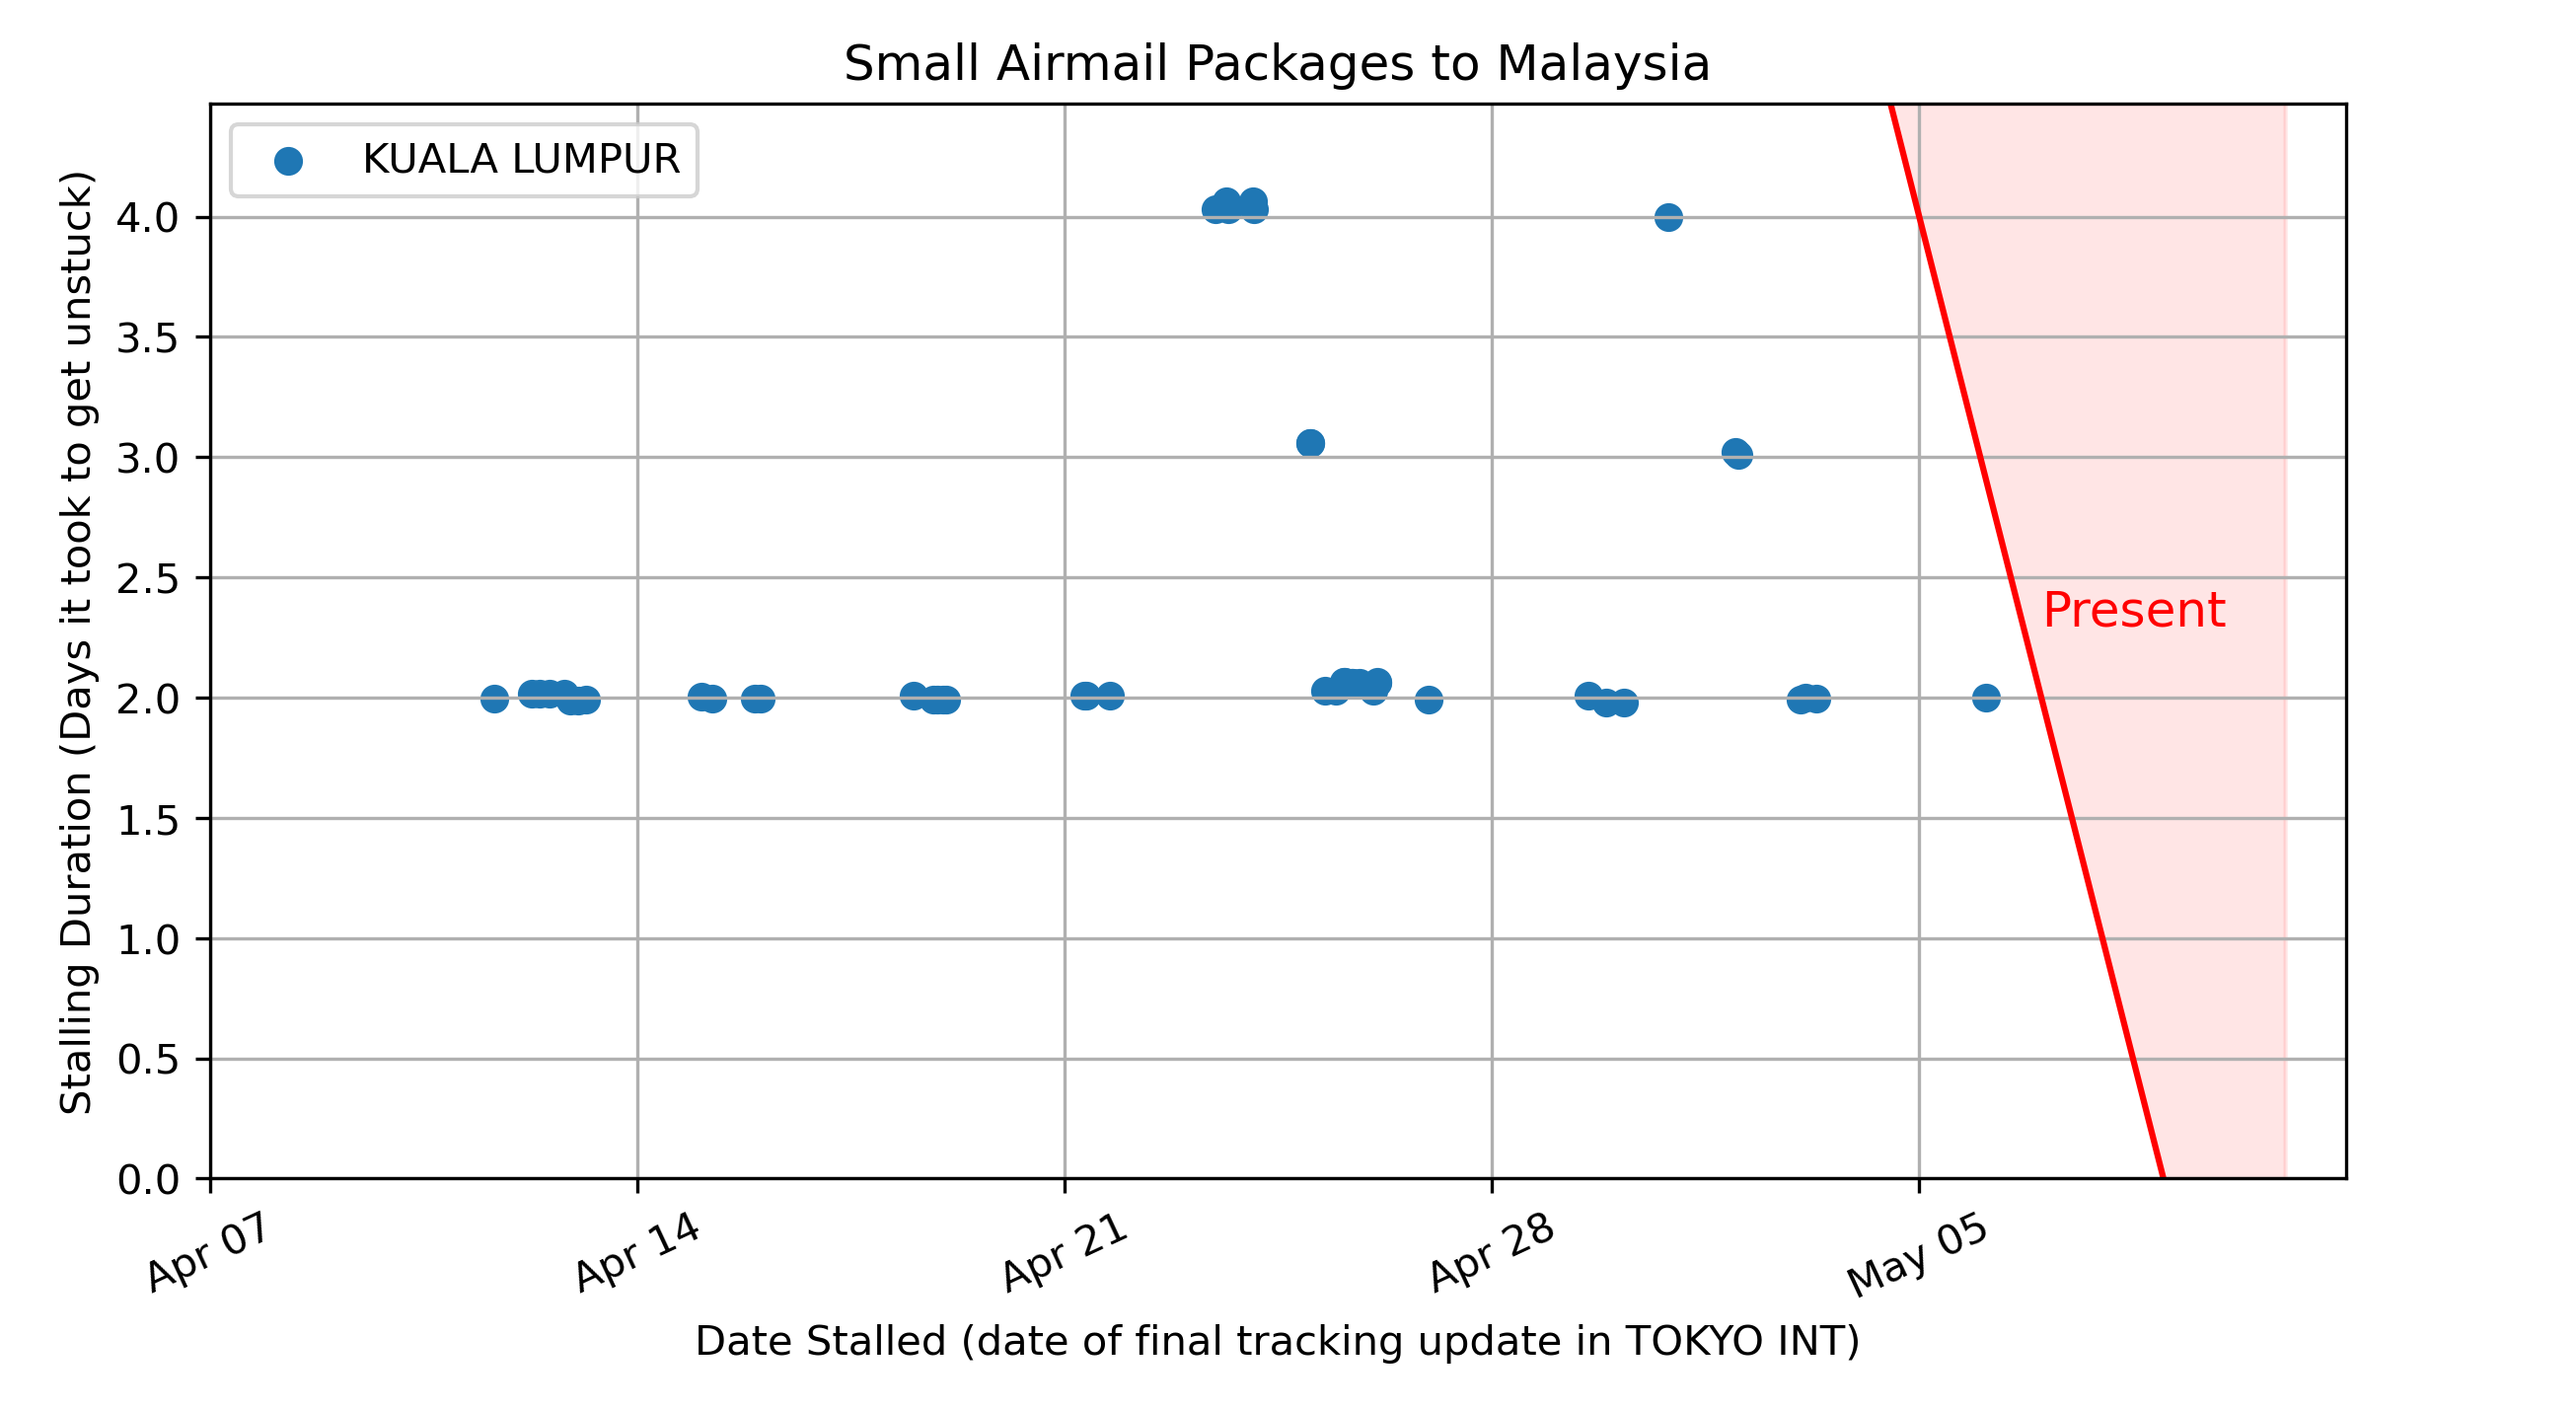 Small Airmail Packages to Malaysia
KUALA LUMPUR
Stalling Duration (Days it took to get unstuck)
4.0
3.5
3.0
2.5
2.0
1.5
1.0
0.5
0.0
Present
Apr 07
Apr 14
Apr 21
Apr 28
May 05
Date Stalled (date of final tracking update in TOKYO INT)